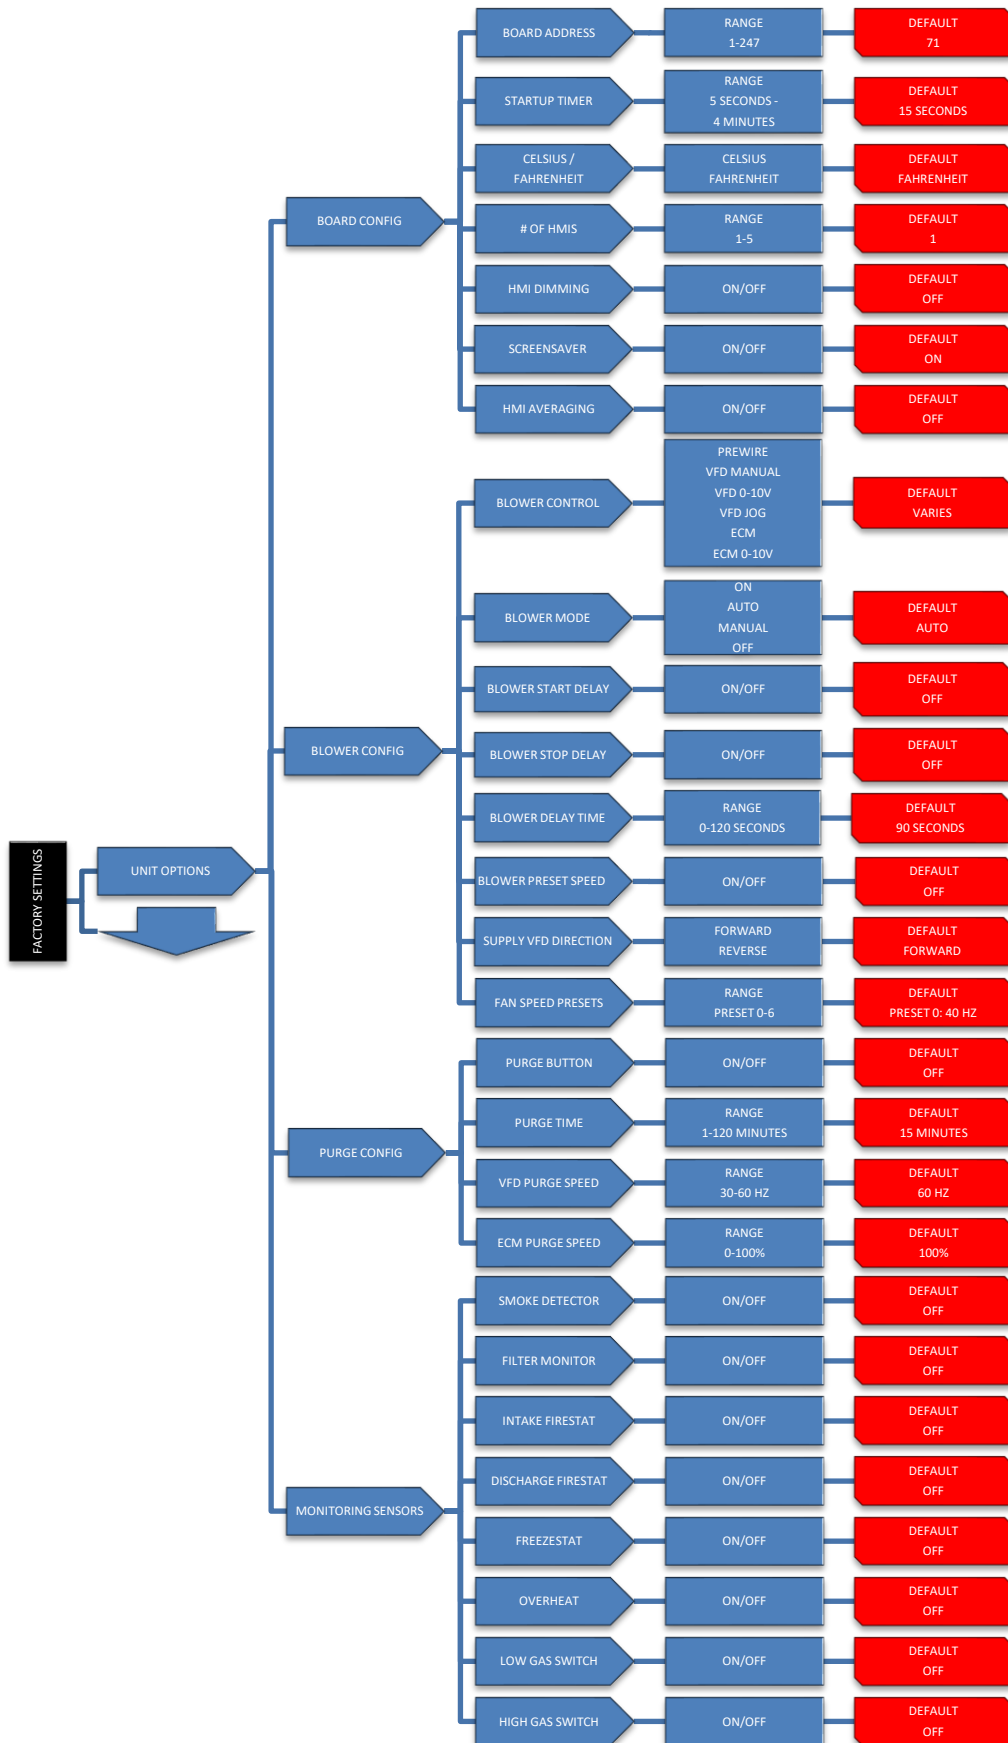 FACTORY SETTINGS
UNIT OPTIONS
BOARD CONFIG
BOARD ADDRESS
RANGE
1-247
DEFAULT
71
STARTUP TIMER
RANGE
5 SECONDS -
4 MINUTES
DEFAULT
15 SECONDS
CELSIUS /
FAHRENHEIT
CELSIUS
FAHRENHEIT
DEFAULT
FAHRENHEIT
# OF HMIS
RANGE
1-5
DEFAULT
1
HMI DIMMING
ON/OFF
DEFAULT
OFF
SCREENSAVER
ON/OFF
DEFAULT
ON
HMI AVERAGING
ON/OFF
DEFAULT
OFF
BLOWER CONFIG
BLOWER CONTROL
PREWIRE
VFD MANUAL
VFD 0-10V
VFD JOG
ECM
ECM 0-10V
DEFAULT
VARIES
BLOWER MODE
ON
AUTO
MANUAL
OFF
DEFAULT
AUTO
BLOWER START DELAY
ON/OFF
DEFAULT
OFF
BLOWER STOP DELAY
ON/OFF
DEFAULT
OFF
BLOWER DELAY TIME
RANGE
0-120 SECONDS
DEFAULT
90 SECONDS
BLOWER PRESET SPEED
ON/OFF
DEFAULT
OFF
SUPPLY VFD DIRECTION
FORWARD
REVERSE
DEFAULT
FORWARD
FAN SPEED PRESETS
RANGE
PRESET 0-6
DEFAULT
PRESET 0: 40 HZ
PURGE CONFIG
PURGE BUTTON
ON/OFF
DEFAULT
OFF
PURGE TIME
RANGE
1-120 MINUTES
DEFAULT
15 MINUTES
VFD PURGE SPEED
RANGE
30-60 HZ
DEFAULT
60 HZ
ECM PURGE SPEED
RANGE
0-100%
DEFAULT
100%
MONITORING SENSORS
SMOKE DETECTOR
ON/OFF
DEFAULT
OFF
FILTER MONITOR
ON/OFF
DEFAULT
OFF
INTAKE FIRESTAT
ON/OFF
DEFAULT
OFF
DISCHARGE FIRESTAT
ON/OFF
DEFAULT
OFF
FREEZESTAT
ON/OFF
DEFAULT
OFF
OVERHEAT
ON/OFF
DEFAULT
OFF
LOW GAS SWITCH
ON/OFF
DEFAULT
OFF
HIGH GAS SWITCH
ON/OFF
DEFAULT
OFF